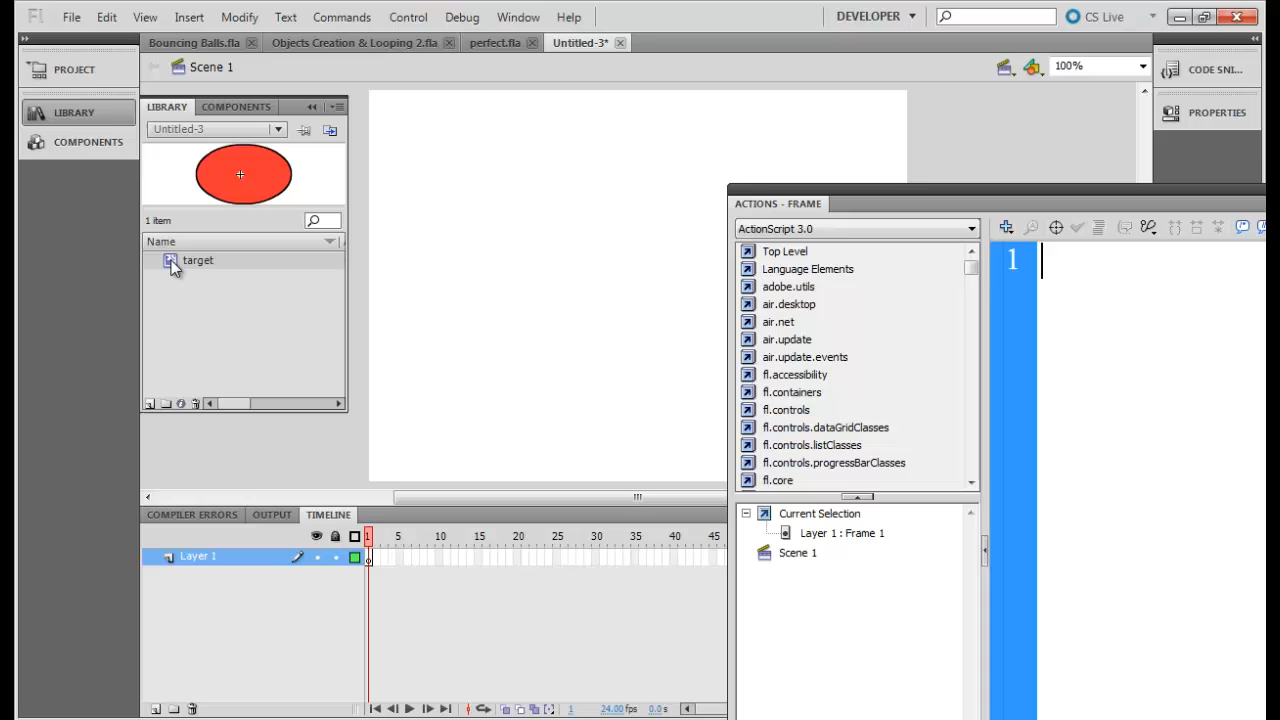 Fl File Edit View Insert Modify Text Commands Control Debug Window Help DEVELOPER CS Live
Bouncing Balls.fla Objects Creation & Looping 2.fla perfect.fla Untitled-3*
Scene 1 100%
PROJECT
LIBRARY
COMPONENTS
LIBRARY COMPONENTS
Untitled-3
1 item
Name
target
CODE SNI...
PROPERTIES
ACTIONS - FRAME
ActionScript 3.0
Top Level
Language Elements
adobe.utils
air.desktop
air.net
air.update
air.update.events
fl.accessibility
fl.containers
fl.controls
fl.controls.dataGridClasses
fl.controls.listClasses
fl.controls.progressBarClasses
fl.core
1
Current Selection
Layer 1 : Frame 1
Scene 1
COMPILER ERRORS OUTPUT TIMELINE
1 5 10 15 20 25 30 35 40 45
Layer 1
1 24.00 fps 0.0 s